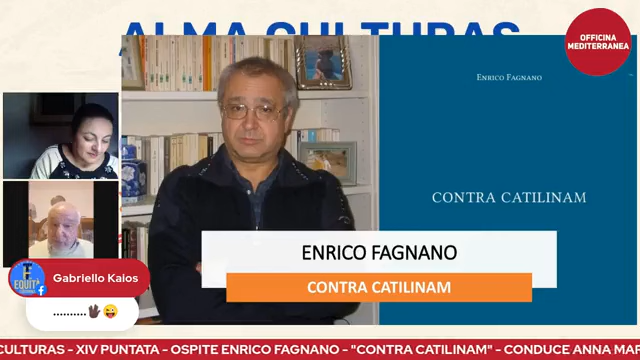 ALMA CULTURAS
OFFICINA
MEDITERRANEA
ENRICO FAGNANO
CONTRA CATILINAM
ENRICO FAGNANO
CONTRA CATILINAM
EQUITÀ
Gabriello Kaios
..........🖖🏿😜
CULTURAS - XIV PUNTATA - OSPITE ENRICO FAGNANO - "CONTRA CATILINAM" - CONDUCE ANNA MAR